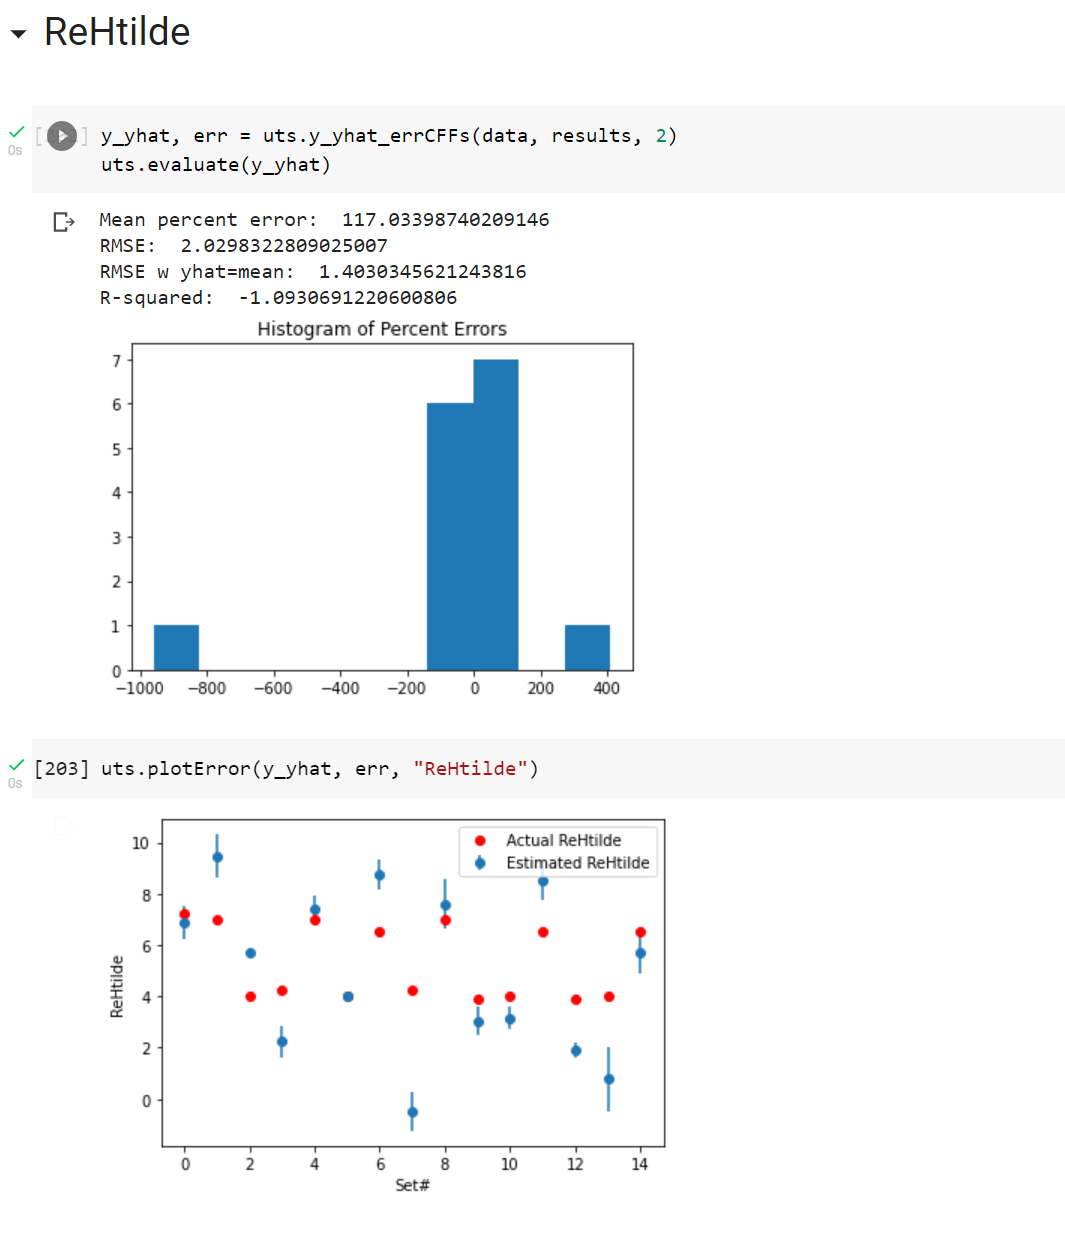 ReHtilde
[ ] y_yhat, err = uts.y_yhat_errCFFs(data, results, 2)
0s
uts.evaluate(y_yhat)
Mean percent error:  117.03398740209146
RMSE:  2.0298322809025007
RMSE w yhat=mean:  1.4030345621243816
R-squared:  -1.0930691220600806
Histogram of Percent Errors
7
6
5
4
3
2
1
0
−1000 −800 −600 −400 −200 0 200 400
[203] uts.plotError(y_yhat, err, "ReHtilde")
0s
Actual ReHtilde
Estimated ReHtilde
10
8
6
4
2
0
ReHtilde
0 2 4 6 8 10 12 14
Set#